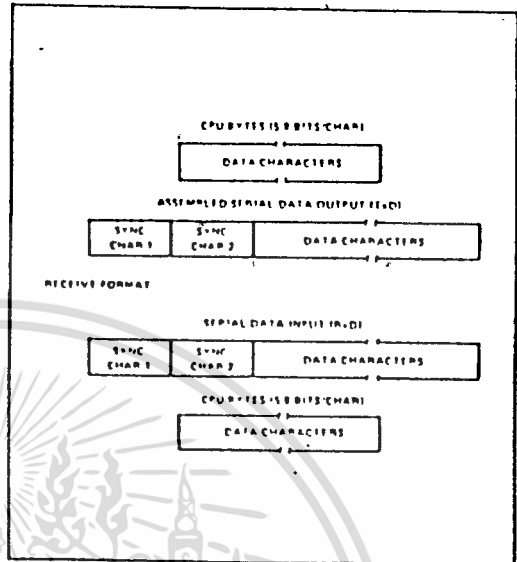 CPU BYTES (5 8 BITS/CHAR)
DATA CHARACTERS
ASSEMBLED SERIAL DATA OUTPUT (TxD)
SYNC CHAR 1
SYNC CHAR 2
DATA CHARACTERS
RECEIVE FORMAT
SERIAL DATA INPUT (RxD)
SYNC CHAR 1
SYNC CHAR 2
DATA CHARACTERS
CPU BYTES (5 8 BITS/CHAR)
DATA CHARACTERS